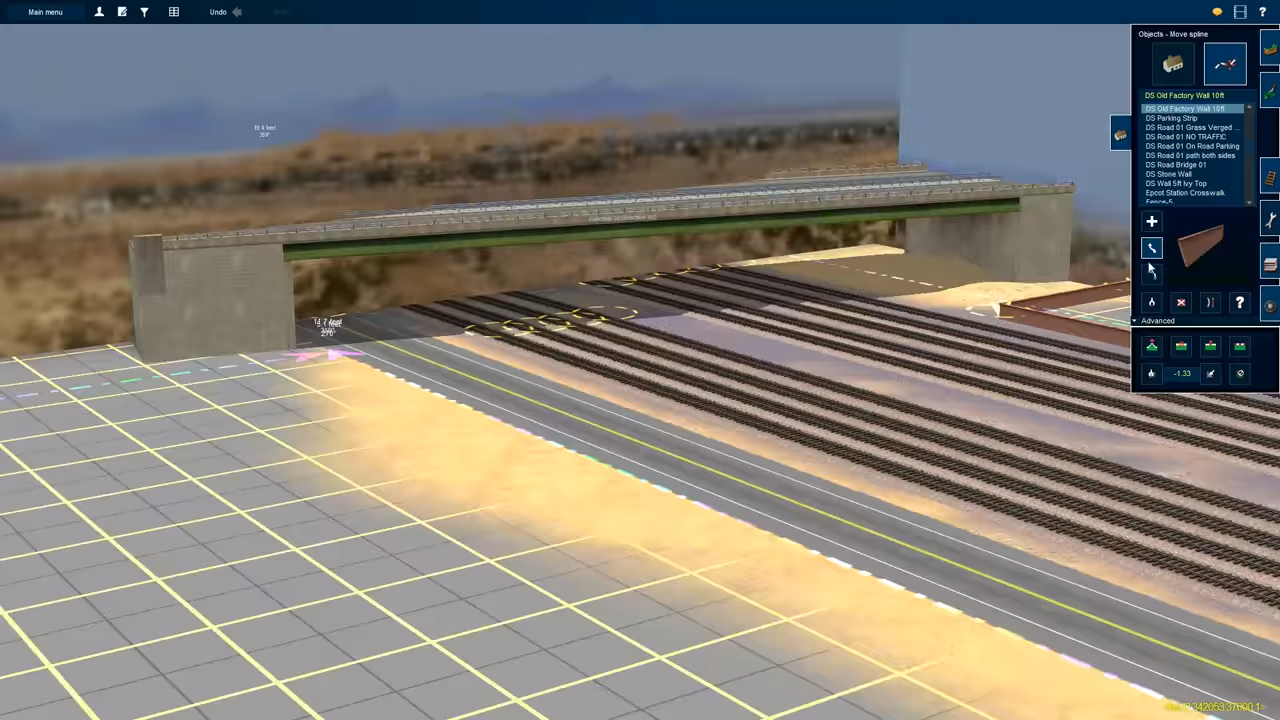 Main menu
Undo
Objects - Move spline
DS Old Factory Wall 10ft
DS Old Factory Wall 10ft
DS Parking Strip
DS Road 01 Grass Verged ...
DS Road 01 NO TRAFFIC
DS Road 01 On Road Parking
DS Road 01 path both sides
DS Road Bridge 01
DS Stone Wall
DS Wall 5ft Ivy Top
Epcot Station Crosswalk
Fence-5
?
?
Advanced
-1.33